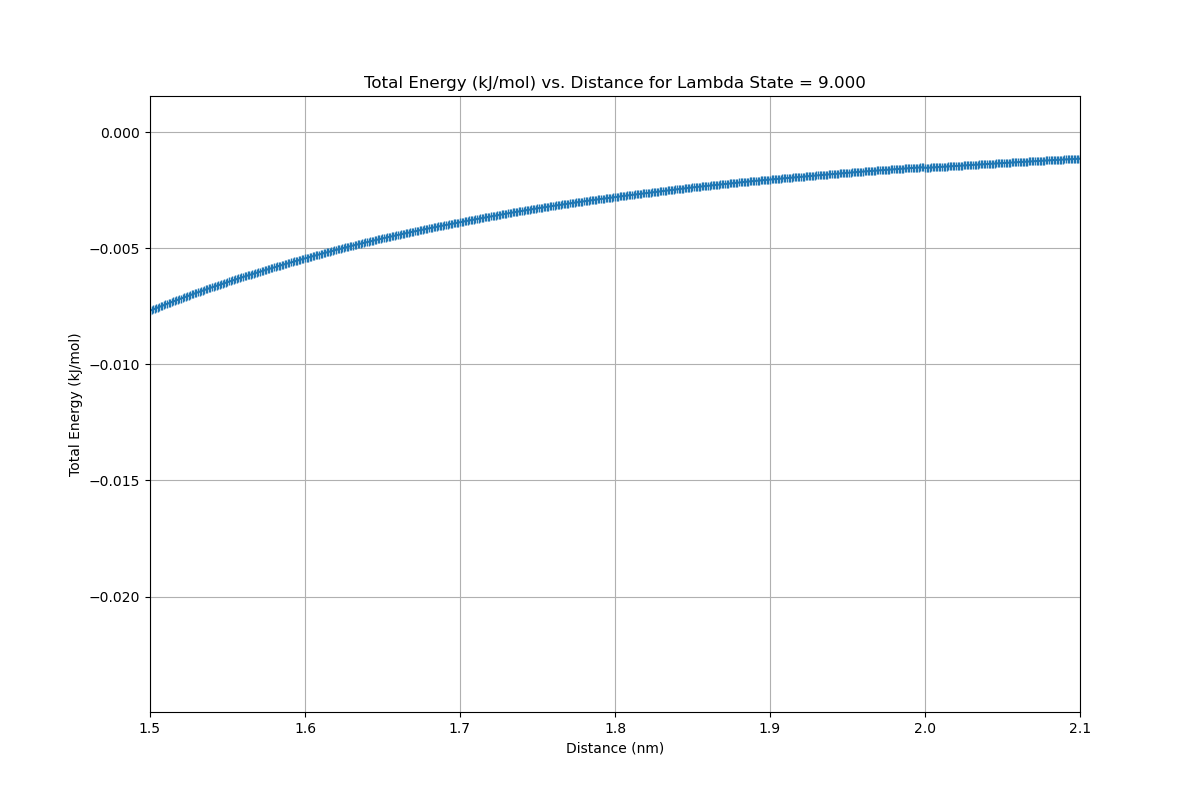 Total Energy (kJ/mol) vs. Distance for Lambda State = 9.000
0.000
−0.005
−0.010
−0.015
−0.020
Total Energy (kJ/mol)
1.5 1.6 1.7 1.8 1.9 2.0 2.1
Distance (nm)